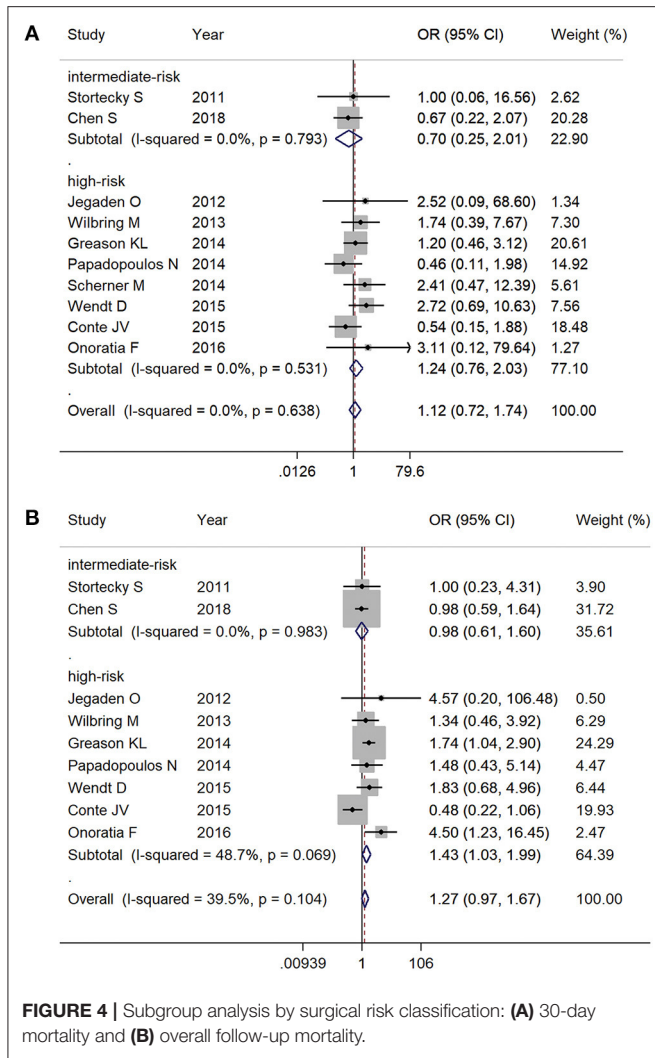 A
Study Year OR (95% CI) Weight (%)
intermediate-risk
Stortecky S 2011 1.00 (0.06, 16.56) 2.62
Chen S 2018 0.67 (0.22, 2.07) 20.28
Subtotal (I-squared = 0.0%, p = 0.793) 0.70 (0.25, 2.01) 22.90
.
high-risk
Jegaden O 2012 2.52 (0.09, 68.60) 1.34
Wilbring M 2013 1.74 (0.39, 7.67) 7.30
Greason KL 2014 1.20 (0.46, 3.12) 20.61
Papadopoulos N 2014 0.46 (0.11, 1.98) 14.92
Scherner M 2014 2.41 (0.47, 12.39) 5.61
Wendt D 2015 2.72 (0.69, 10.63) 7.56
Conte JV 2015 0.54 (0.15, 1.88) 18.48
Onoratia F 2016 3.11 (0.12, 79.64) 1.27
Subtotal (I-squared = 0.0%, p = 0.531) 1.24 (0.76, 2.03) 77.10
.
Overall (I-squared = 0.0%, p = 0.638) 1.12 (0.72, 1.74) 100.00
.0126 1 79.6
B
Study Year OR (95% CI) Weight (%)
intermediate-risk
Stortecky S 2011 1.00 (0.23, 4.31) 3.90
Chen S 2018 0.98 (0.59, 1.64) 31.72
Subtotal (I-squared = 0.0%, p = 0.983) 0.98 (0.61, 1.60) 35.61
.
high-risk
Jegaden O 2012 4.57 (0.20, 106.48) 0.50
Wilbring M 2013 1.34 (0.46, 3.92) 6.29
Greason KL 2014 1.74 (1.04, 2.90) 24.29
Papadopoulos N 2014 1.48 (0.43, 5.14) 4.47
Wendt D 2015 1.83 (0.68, 4.96) 6.44
Conte JV 2015 0.48 (0.22, 1.06) 19.93
Onoratia F 2016 4.50 (1.23, 16.45) 2.47
Subtotal (I-squared = 48.7%, p = 0.069) 1.43 (1.03, 1.99) 64.39
.
Overall (I-squared = 39.5%, p = 0.104) 1.27 (0.97, 1.67) 100.00
.00939 1 106
FIGURE 4 | Subgroup analysis by surgical risk classification: (A) 30-day
mortality and (B) overall follow-up mortality.